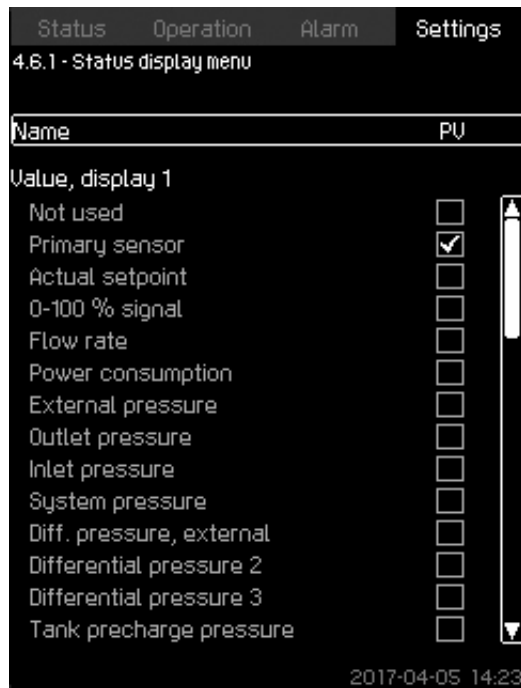 Status Operation Alarm Settings
4.6.1 - Status display menu
Name PV
Value, display 1
Not used
Primary sensor
Actual setpoint
0-100 % signal
Flow rate
Power consumption
External pressure
Outlet pressure
Inlet pressure
System pressure
Diff. pressure, external
Differential pressure 2
Differential pressure 3
Tank precharge pressure
2017-04-05 14:23